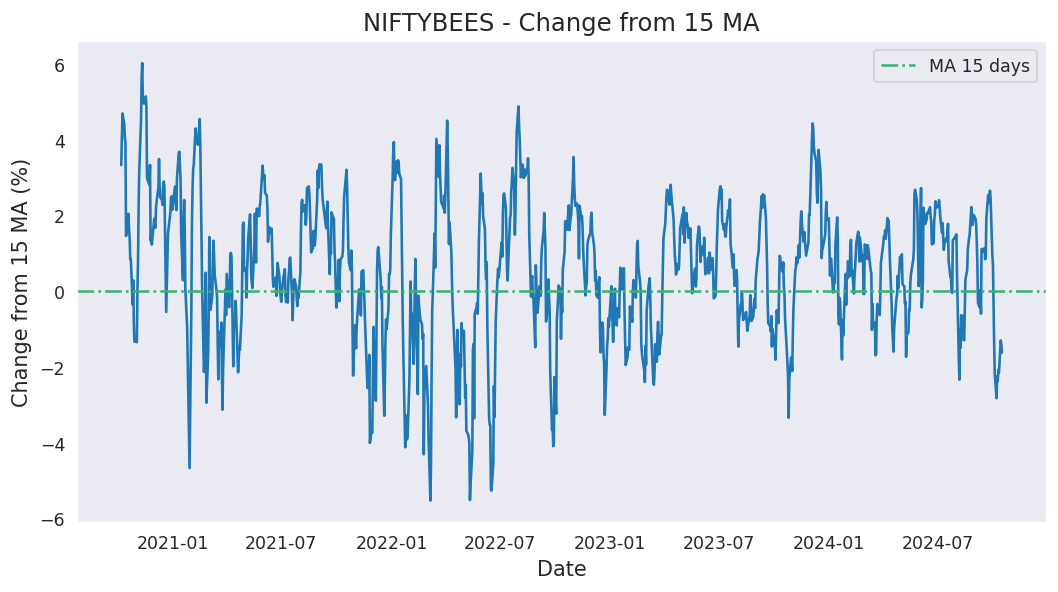 NIFTYBEES - Change from 15 MA
MA 15 days
Change from 15 MA (%)
6
4
2
0
−2
−4
−6
2021-01 2021-07 2022-01 2022-07 2023-01 2023-07 2024-01 2024-07
Date